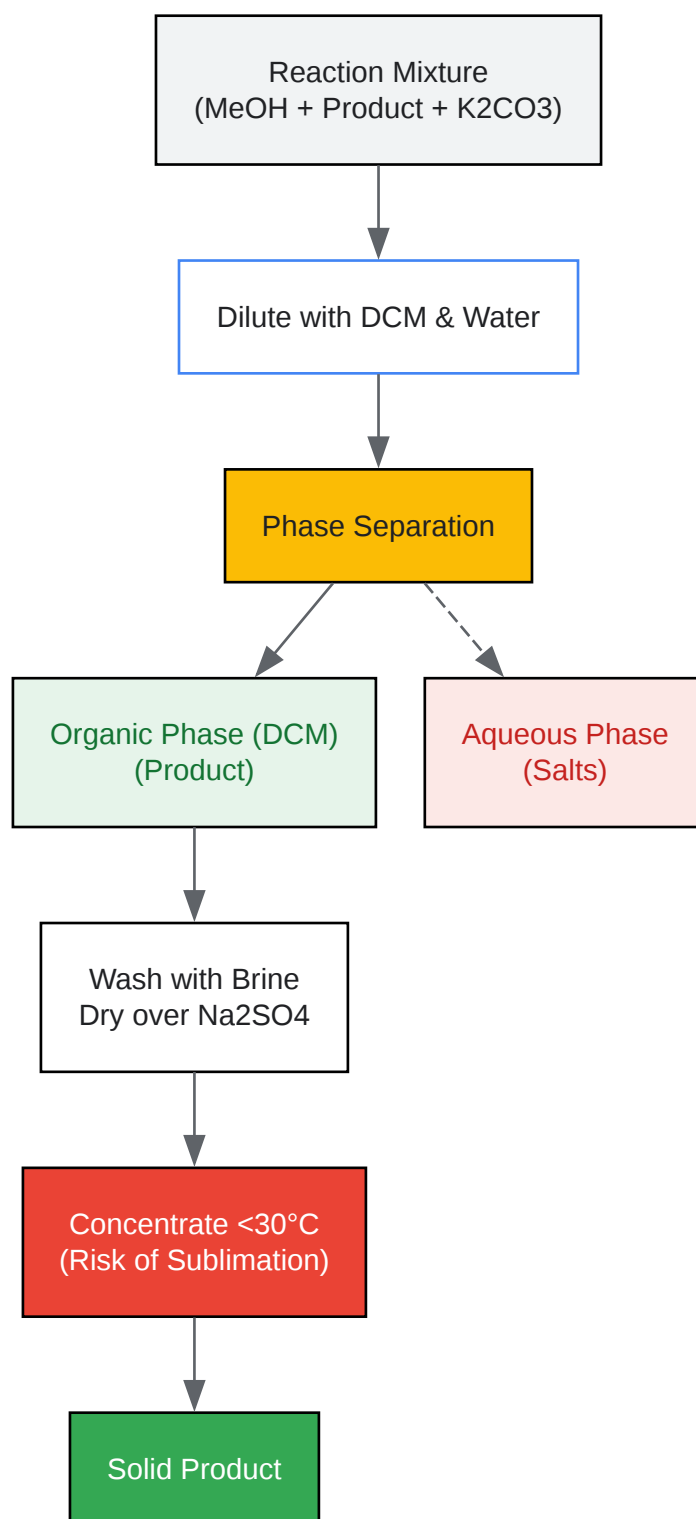 Reaction Mixture
(MeOH + Product + K2CO3)
Dilute with DCM & Water
Phase Separation
Organic Phase (DCM)
(Product)
Aqueous Phase
(Salts)
Wash with Brine
Dry over Na2SO4
Concentrate <30°C
(Risk of Sublimation)
Solid Product